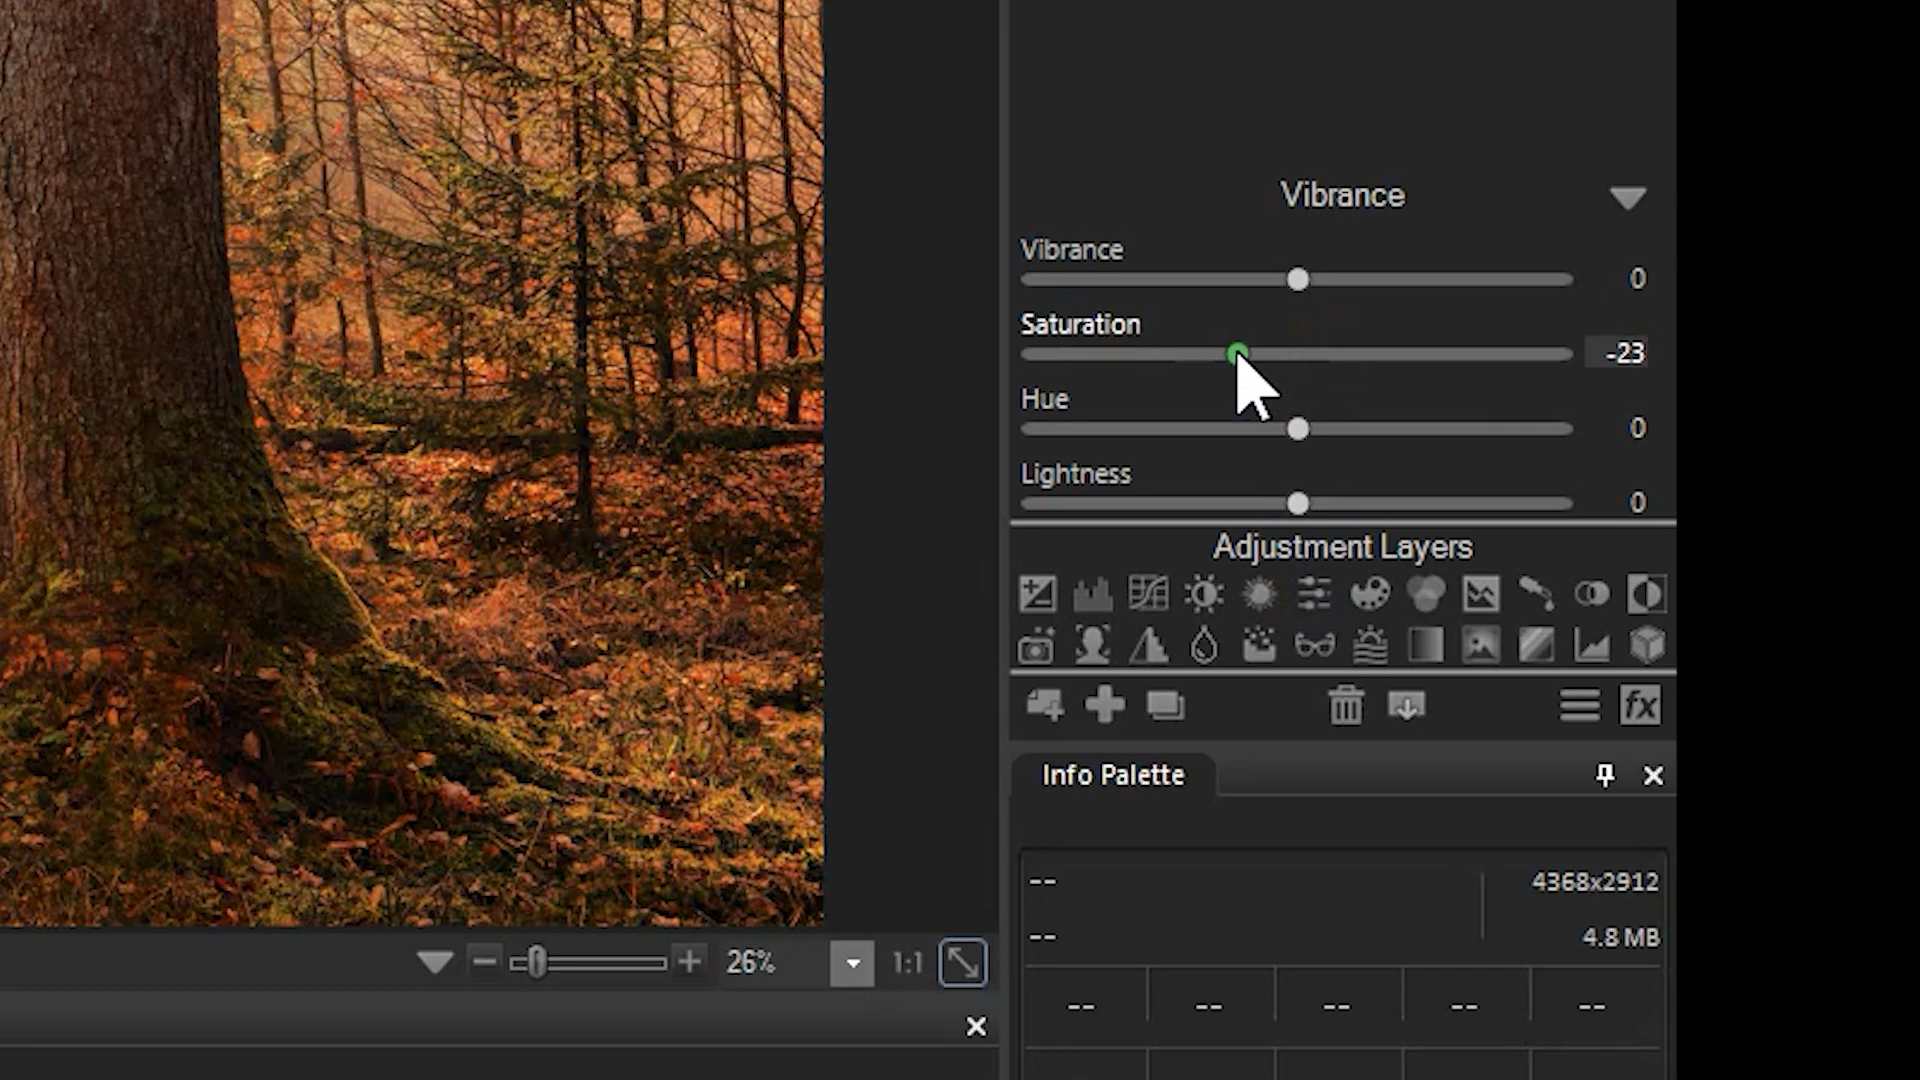 Vibrance
Vibrance
0
Saturation
-23
Hue
0
Lightness
0
Adjustment Layers
fx
Info Palette
--
4368x2912
--
4.8 MB
-- -- -- -- --
26%
1:1